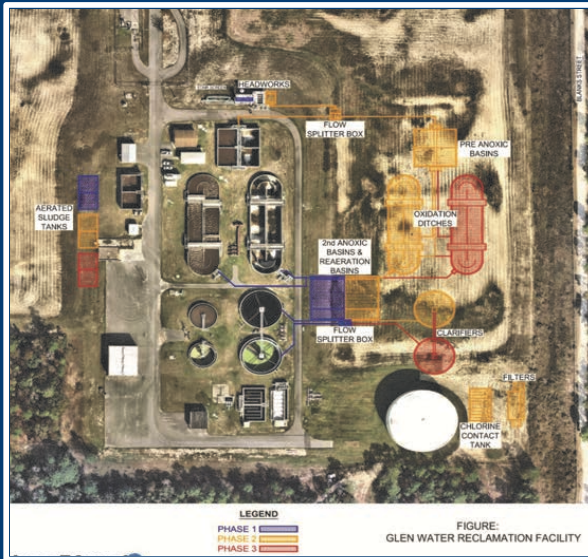 HEADWORKS
FLOW
SPLITTER BOX
BLANKS STREET
PRE ANOXIC
BASINS
AERATED
SLUDGE
TANKS
OXIDATION
DITCHES
2nd ANOXIC
BASINS &
REAERATION
BASINS
FLOW
SPLITTER BOX
CLARIFIERS
FILTERS
CHLORINE
CONTACT
TANK
LEGEND
PHASE 1
PHASE 2
PHASE 3
FIGURE:
GLEN WATER RECLAMATION FACILITY